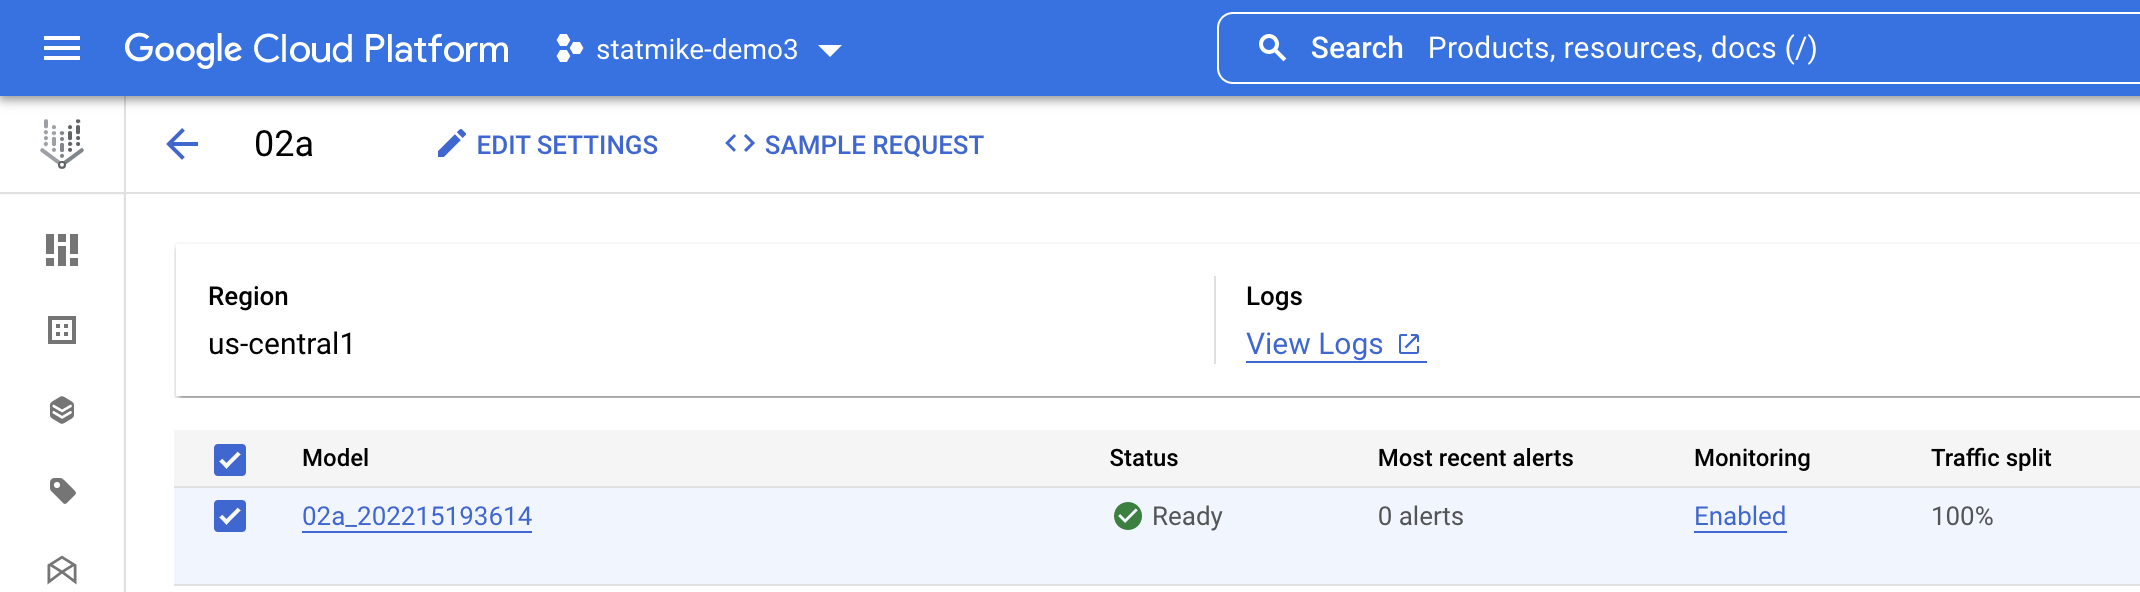 Google Cloud Platform statmike-demo3 Search Products, resources, docs (/)
02a EDIT SETTINGS SAMPLE REQUEST
Region Logs
us-central1 View Logs
Model Status Most recent alerts Monitoring Traffic split
02a_202215193614 Ready 0 alerts Enabled 100%